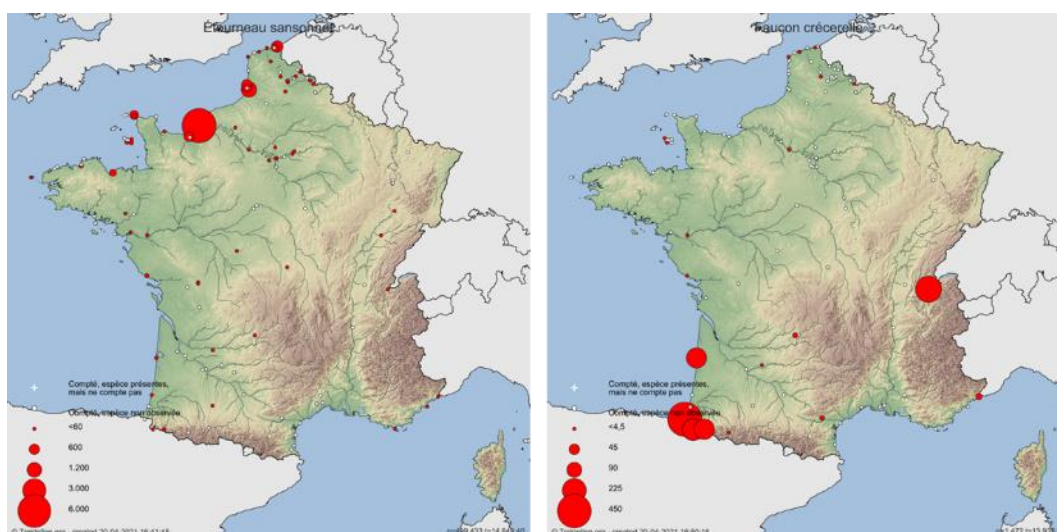 Etourneau sansonnet
Compté, espèce présentes,
mais ne compte pas
Compté, espèce non observée
<60
600
1.200
3.000
6.000
Faucon crécerelle
Compté, espèce présentes,
mais ne compte pas
Compté, espèce non observée
<4,5
45
90
225
450